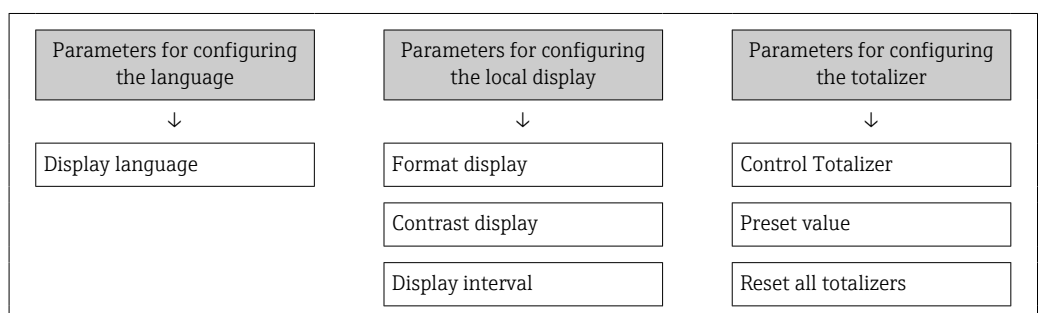 Parameters for configuring
the language
↓
Display language
Parameters for configuring
the local display
↓
Format display
Contrast display
Display interval
Parameters for configuring
the totalizer
↓
Control Totalizer
Preset value
Reset all totalizers